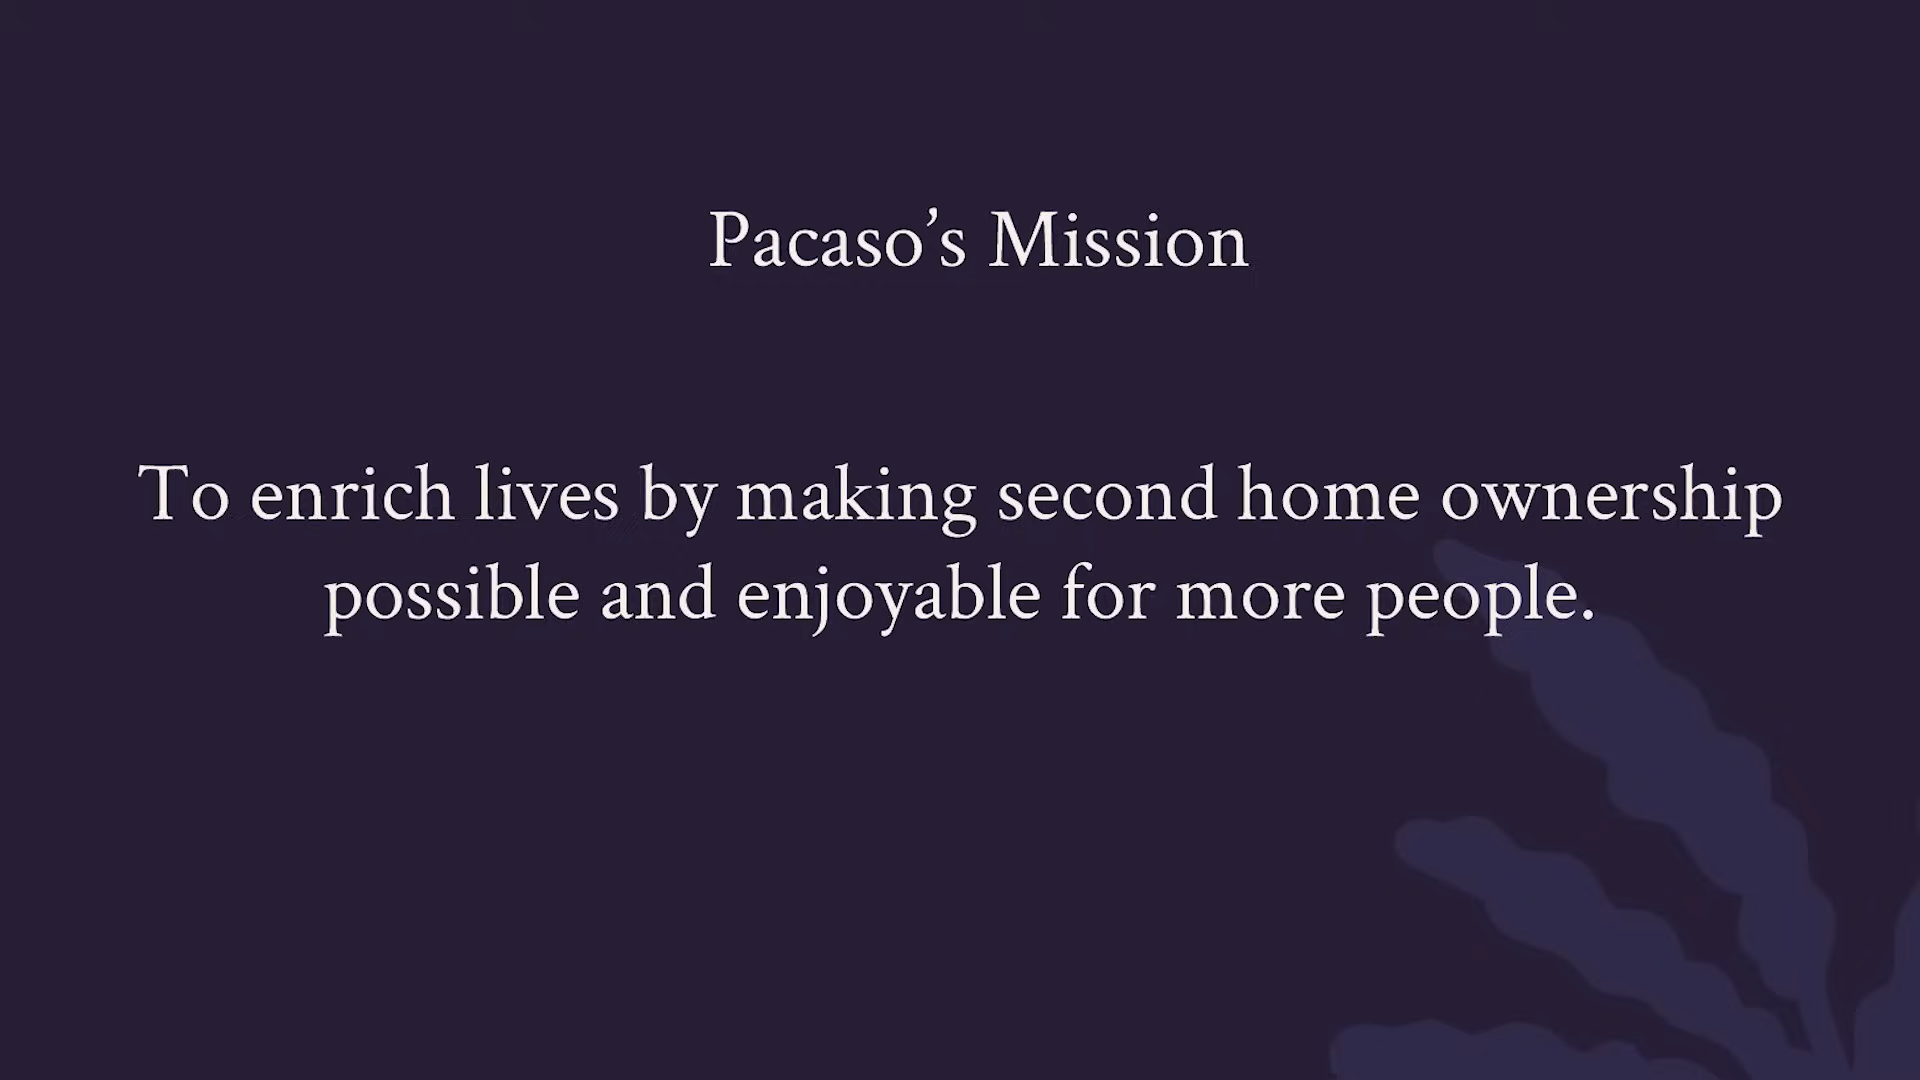 Pacaso’s Mission
To enrich lives by making second home ownership
possible and enjoyable for more people.